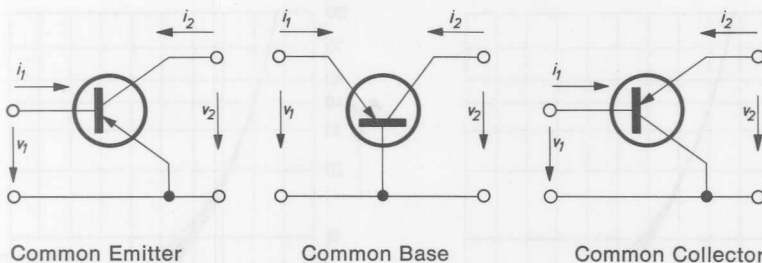 i₂ i₁ i₂ i₂
i₁ i₁
v₁ v₂ v₁ v₂ v₁ v₂
Common Emitter Common Base Common Collector